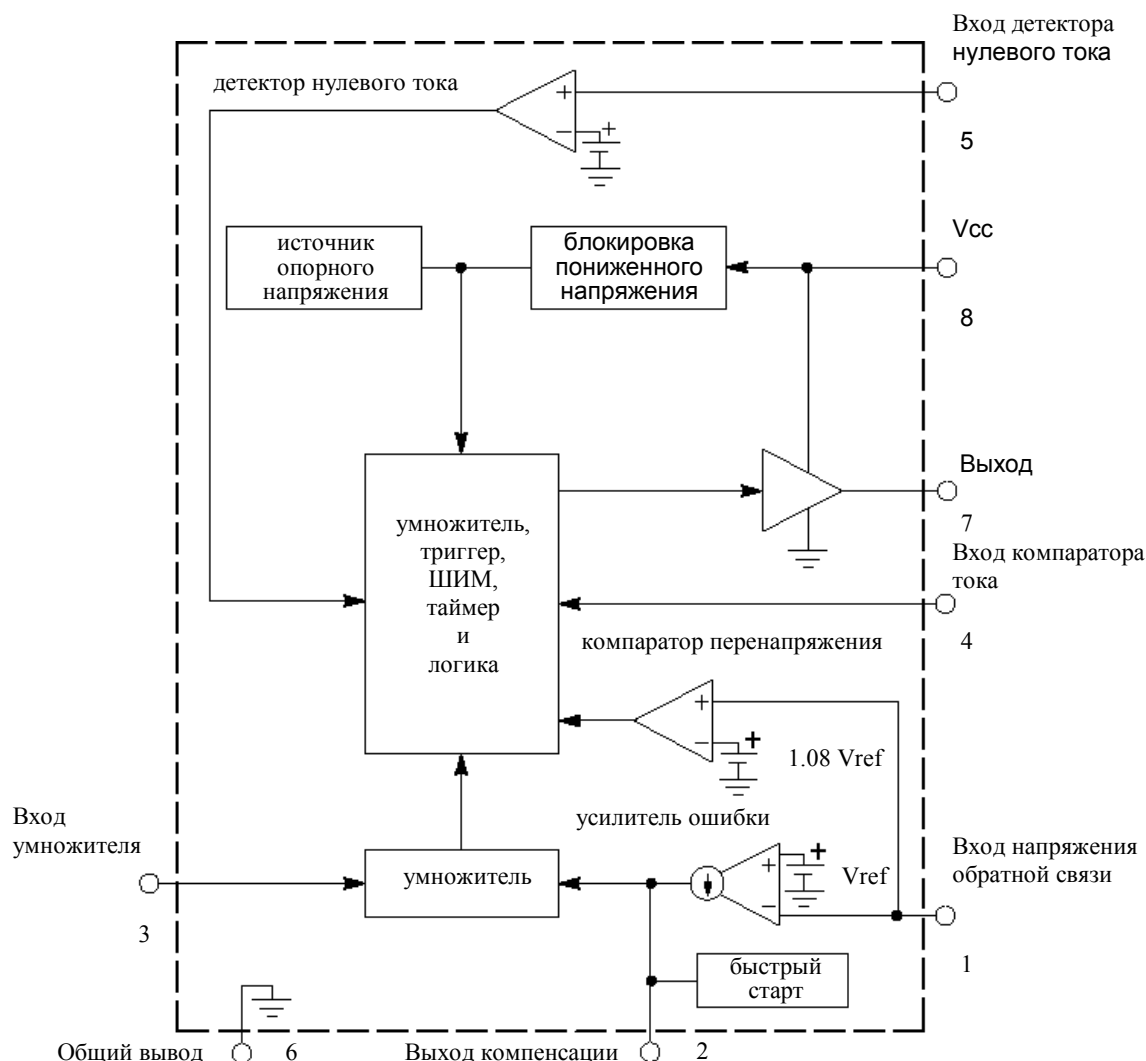 Вход детектора
нулевого тока
детектор нулевого тока
+
−
+
5
источник
опорного
напряжения
блокировка
пониженного
напряжения
Vcc
8
умножитель,
триггер,
ШИМ,
таймер
и
логика
Выход
7
Вход компаратора
тока
4
компаратор перенапряжения
+
−
+
1.08 Vref
Вход
умножителя
3
умножитель
усилитель ошибки
+
−
+
Vref
Вход напряжения
обратной связи
1
быстрый
старт
Общий вывод
6
Выход компенсации
2